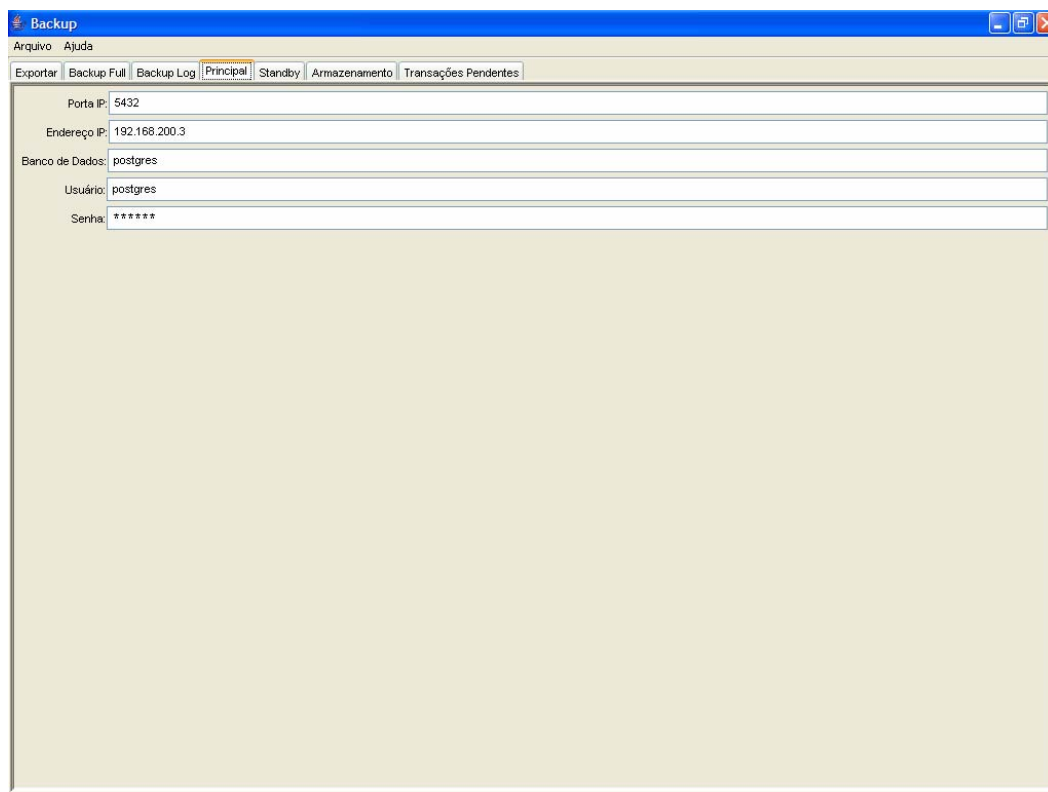 Backup
Arquivo Ajuda
Exportar Backup Full Backup Log Principal Standby Armazenamento Transações Pendentes
Porta IP: 5432
Endereço IP: 192.168.200.3
Banco de Dados: postgres
Usuário: postgres
Senha: ******